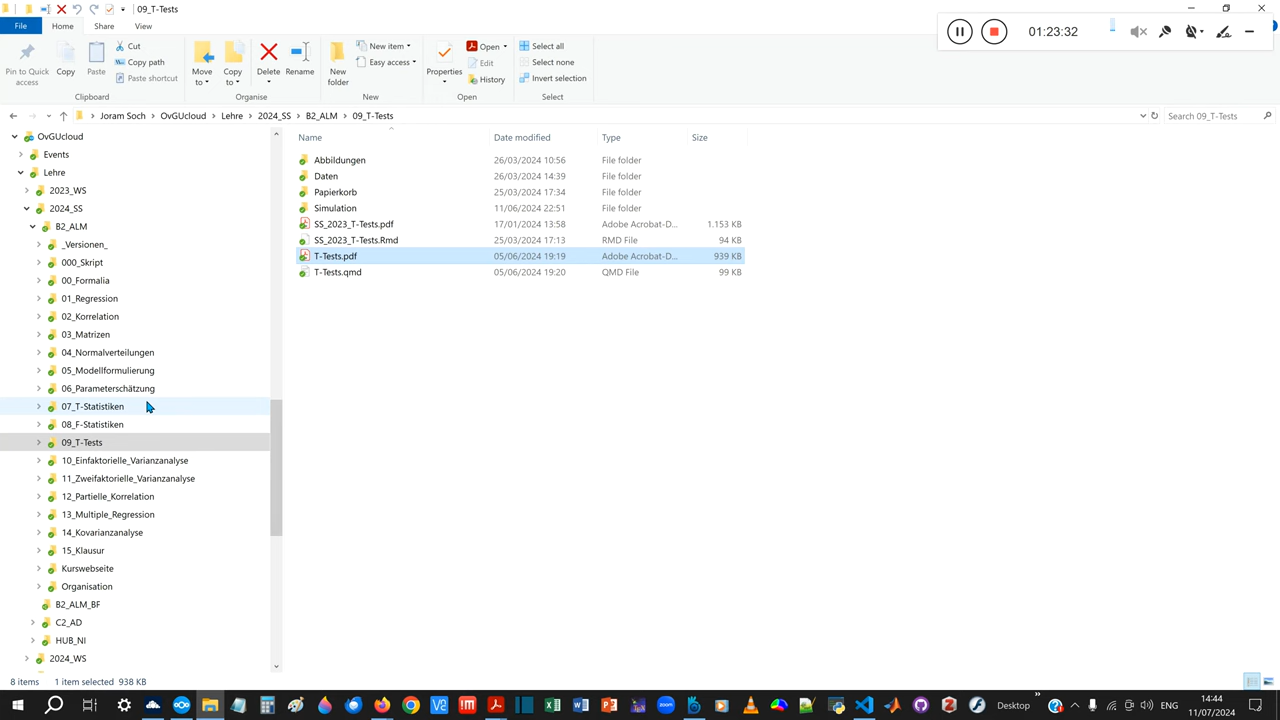 09_T-Tests
01:23:32
File
Home
Share
View
Pin to Quick
access
Copy
Paste
Cut
Copy path
Paste shortcut
Clipboard
Move
to
Copy
to
Delete
Rename
Organise
New
folder
New item
Easy access
New
Properties
Open
Edit
History
Open
Select all
Select none
Invert selection
Select
Joram Soch
OvGUcloud
Lehre
2024_SS
B2_ALM
09_T-Tests
Search 09_T-Tests
OvGUcloud
Events
Lehre
2023_WS
2024_SS
B2_ALM
_Versionen_
000_Skript
00_Formalia
01_Regression
02_Korrelation
03_Matrizen
04_Normalverteilungen
05_Modellformulierung
06_Parameterschätzung
07_T-Statistiken
08_F-Statistiken
09_T-Tests
10_Einfaktorielle_Varianzanalyse
11_Zweifaktorielle_Varianzanalyse
12_Partielle_Korrelation
13_Multiple_Regression
14_Kovarianzanalyse
15_Klausur
Kurswebseite
Organisation
B2_ALM_BF
C2_AD
HUB_NI
2024_WS
Name Date modified Type Size
Abbildungen 26/03/2024 10:56 File folder
Daten 26/03/2024 14:39 File folder
Papierkorb 25/03/2024 17:34 File folder
Simulation 11/06/2024 22:51 File folder
SS_2023_T-Tests.pdf 17/01/2024 13:04 Adobe Acrobat-D... 1.153 KB
SS_2023_T-Tests.Rmd 25/03/2024 17:13 RMD File 94 KB
T-Tests.pdf 05/06/2024 19:19 Adobe Acrobat-D... 939 KB
T-Tests.qmd 05/06/2024 19:20 QMD File 99 KB
8 items 1 item selected 938 KB
Desktop
ENG
14:44
11/07/2024